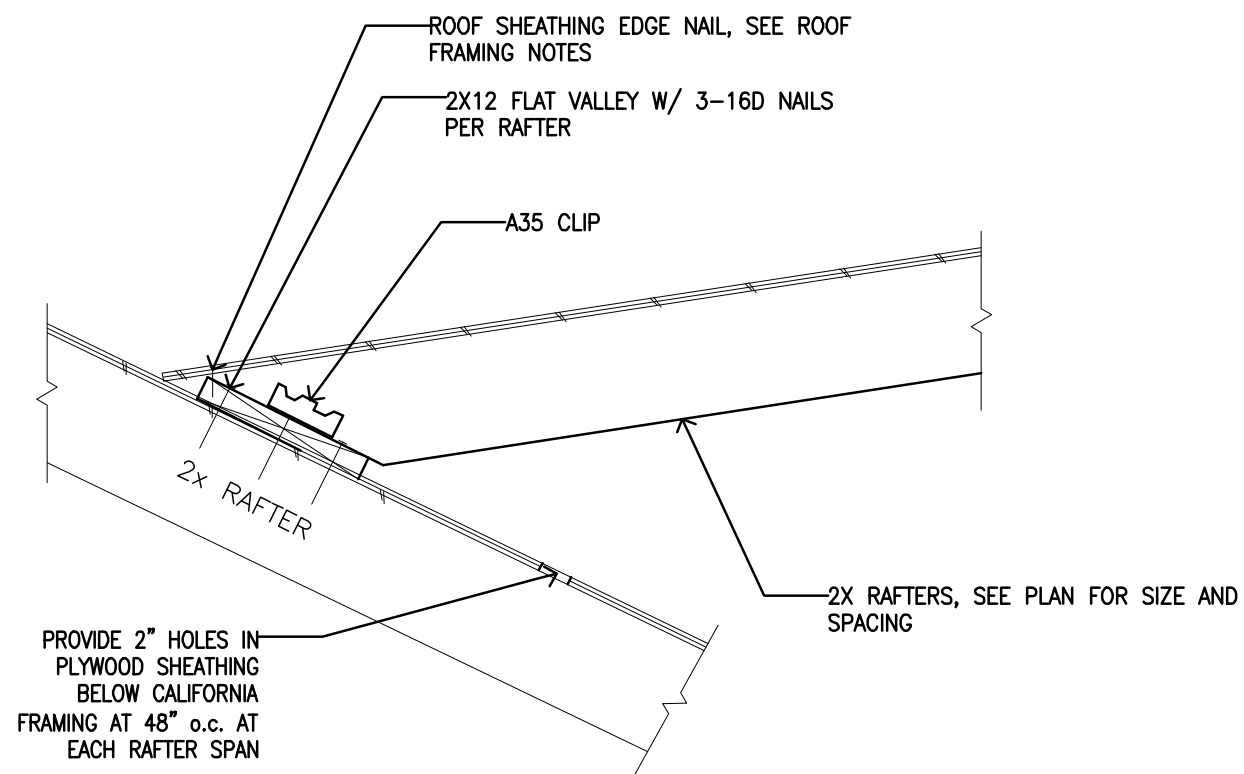 ROOF SHEATHING EDGE NAIL, SEE ROOF
FRAMING NOTES
2X12 FLAT VALLEY W/ 3-16D NAILS
PER RAFTER
A35 CLIP
2x RAFTER
2X RAFTERS, SEE PLAN FOR SIZE AND
SPACING
PROVIDE 2" HOLES IN
PLYWOOD SHEATHING
BELOW CALIFORNIA
FRAMING AT 48" o.c. AT
EACH RAFTER SPAN